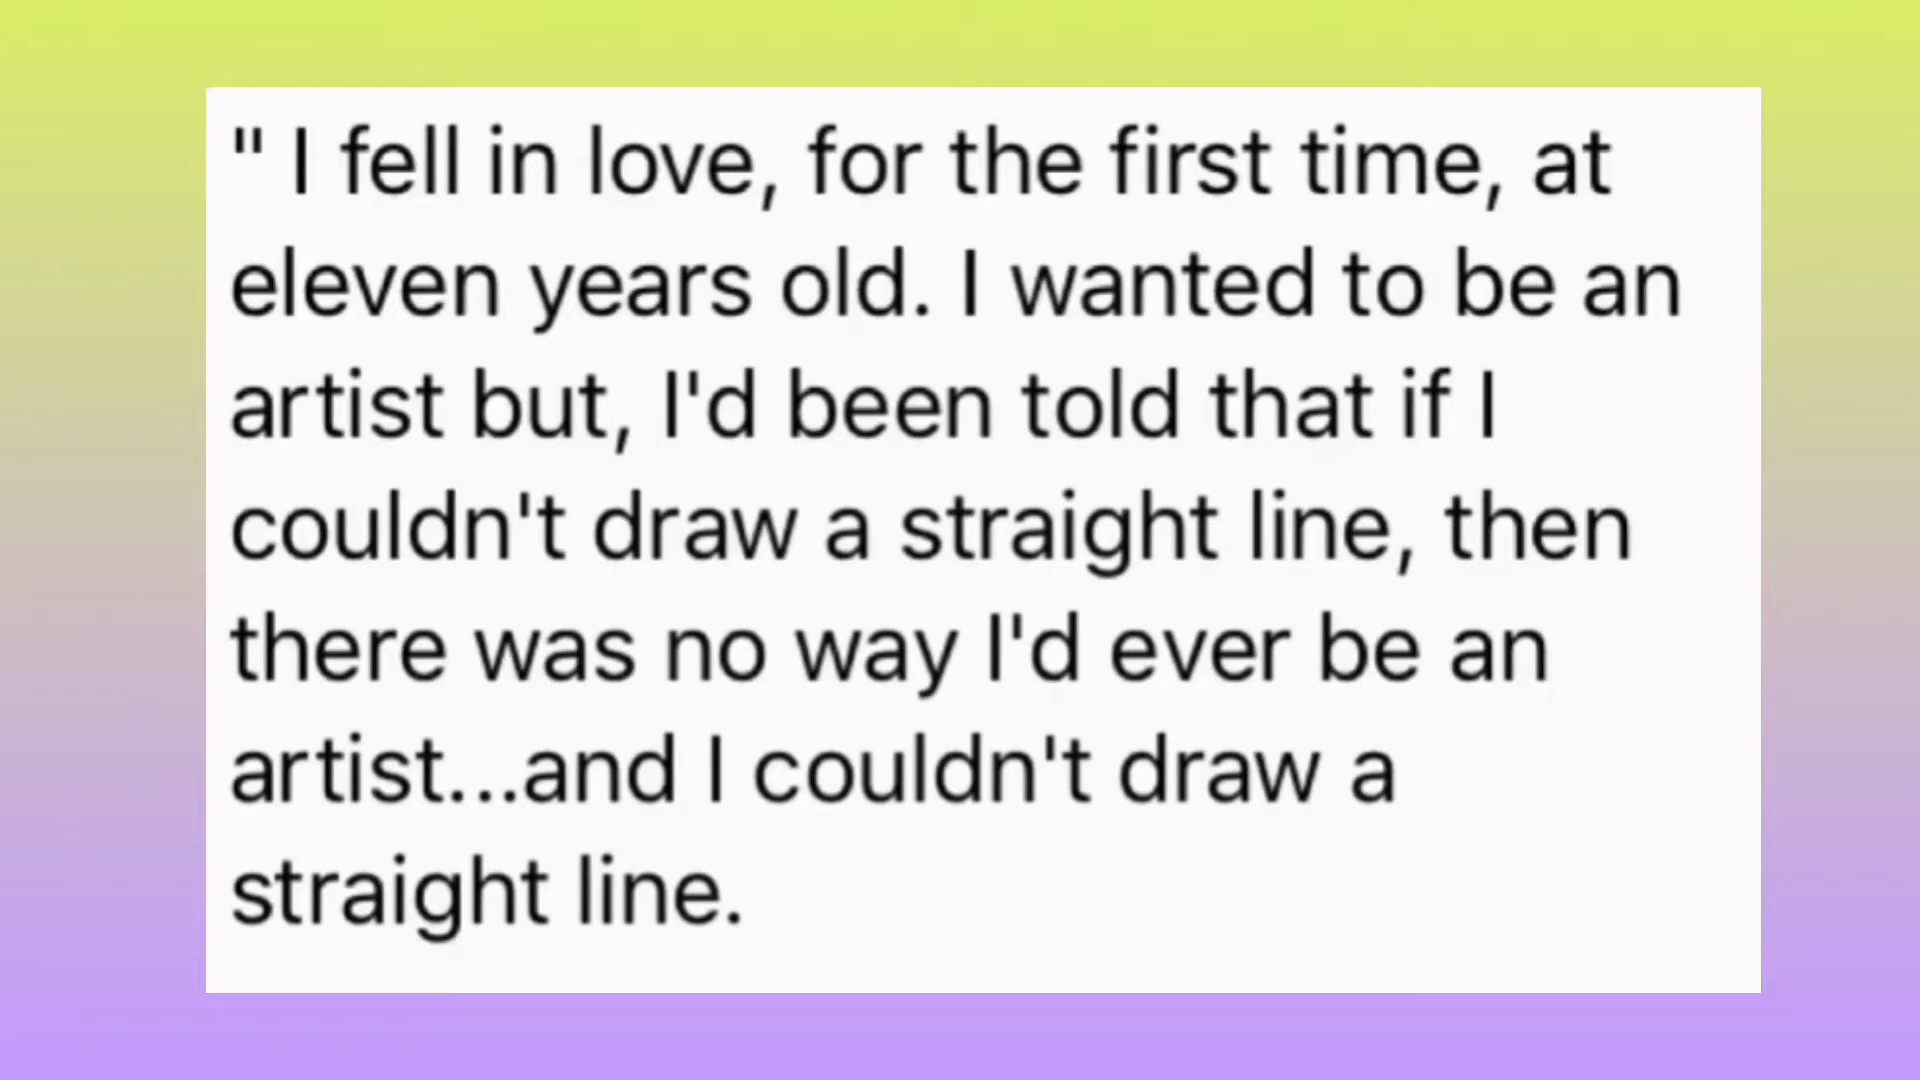 " I fell in love, for the first time, at
eleven years old. I wanted to be an
artist but, I'd been told that if I
couldn't draw a straight line, then
there was no way I'd ever be an
artist...and I couldn't draw a
straight line.